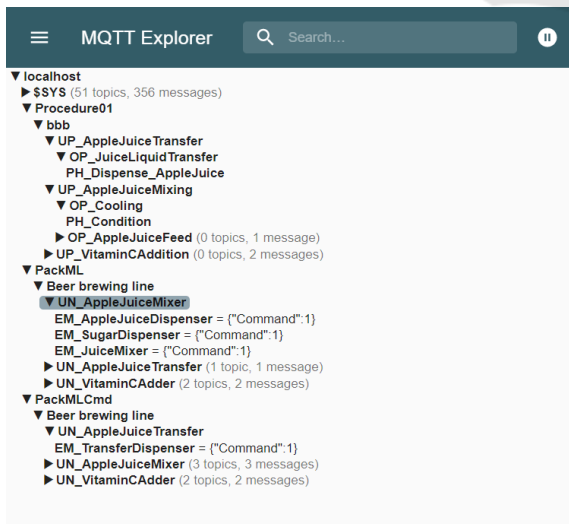 MQTT Explorer Search...
▼ localhost
▶ $SYS (51 topics, 356 messages)
▼ Procedure01
▼ bbb
▼ UP_AppleJuiceTransfer
▼ OP_JuiceLiquidTransfer
PH_Dispense_AppleJuice
▼ UP_AppleJuiceMixing
▼ OP_Cooling
PH_Condition
▶ OP_AppleJuiceFeed (0 topics, 1 message)
▶ UP_VitaminCAddition (0 topics, 2 messages)
▼ PackML
▼ Beer brewing line
▼ UN_AppleJuiceMixer
EM_AppleJuiceDispenser = {"Command":1}
EM_SugarDispenser = {"Command":1}
EM_JuiceMixer = {"Command":1}
▶ UN_AppleJuiceTransfer (1 topic, 1 message)
▶ UN_VitaminCAdder (2 topics, 2 messages)
▼ PackMLCmd
▼ Beer brewing line
▼ UN_AppleJuiceTransfer
EM_TransferDispenser = {"Command":1}
▶ UN_AppleJuiceMixer (3 topics, 3 messages)
▶ UN_VitaminCAdder (2 topics, 2 messages)